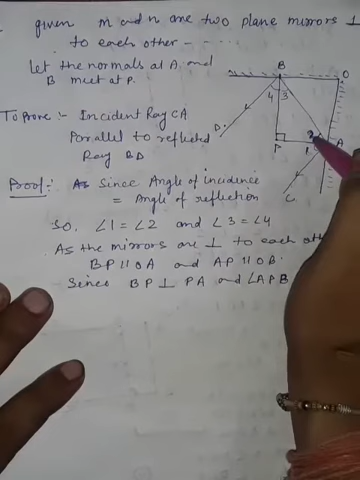 given m and n are two plane mirrors ⊥
to each other - - - - -
Let the normals at A and
B meet at P.
To Prove :- Incident Ray CA
Parallel to reflected
Ray BD
Proof :- Since Angle of incidence
= Angle of reflection
So, ∠1 = ∠2 and ∠3 = ∠4
As the mirrors are ⊥ to each
BP || OA and AP || OB.
Since BP ⊥ PA and ∠APB
B
O
4 3
D
P
2
A
1
C